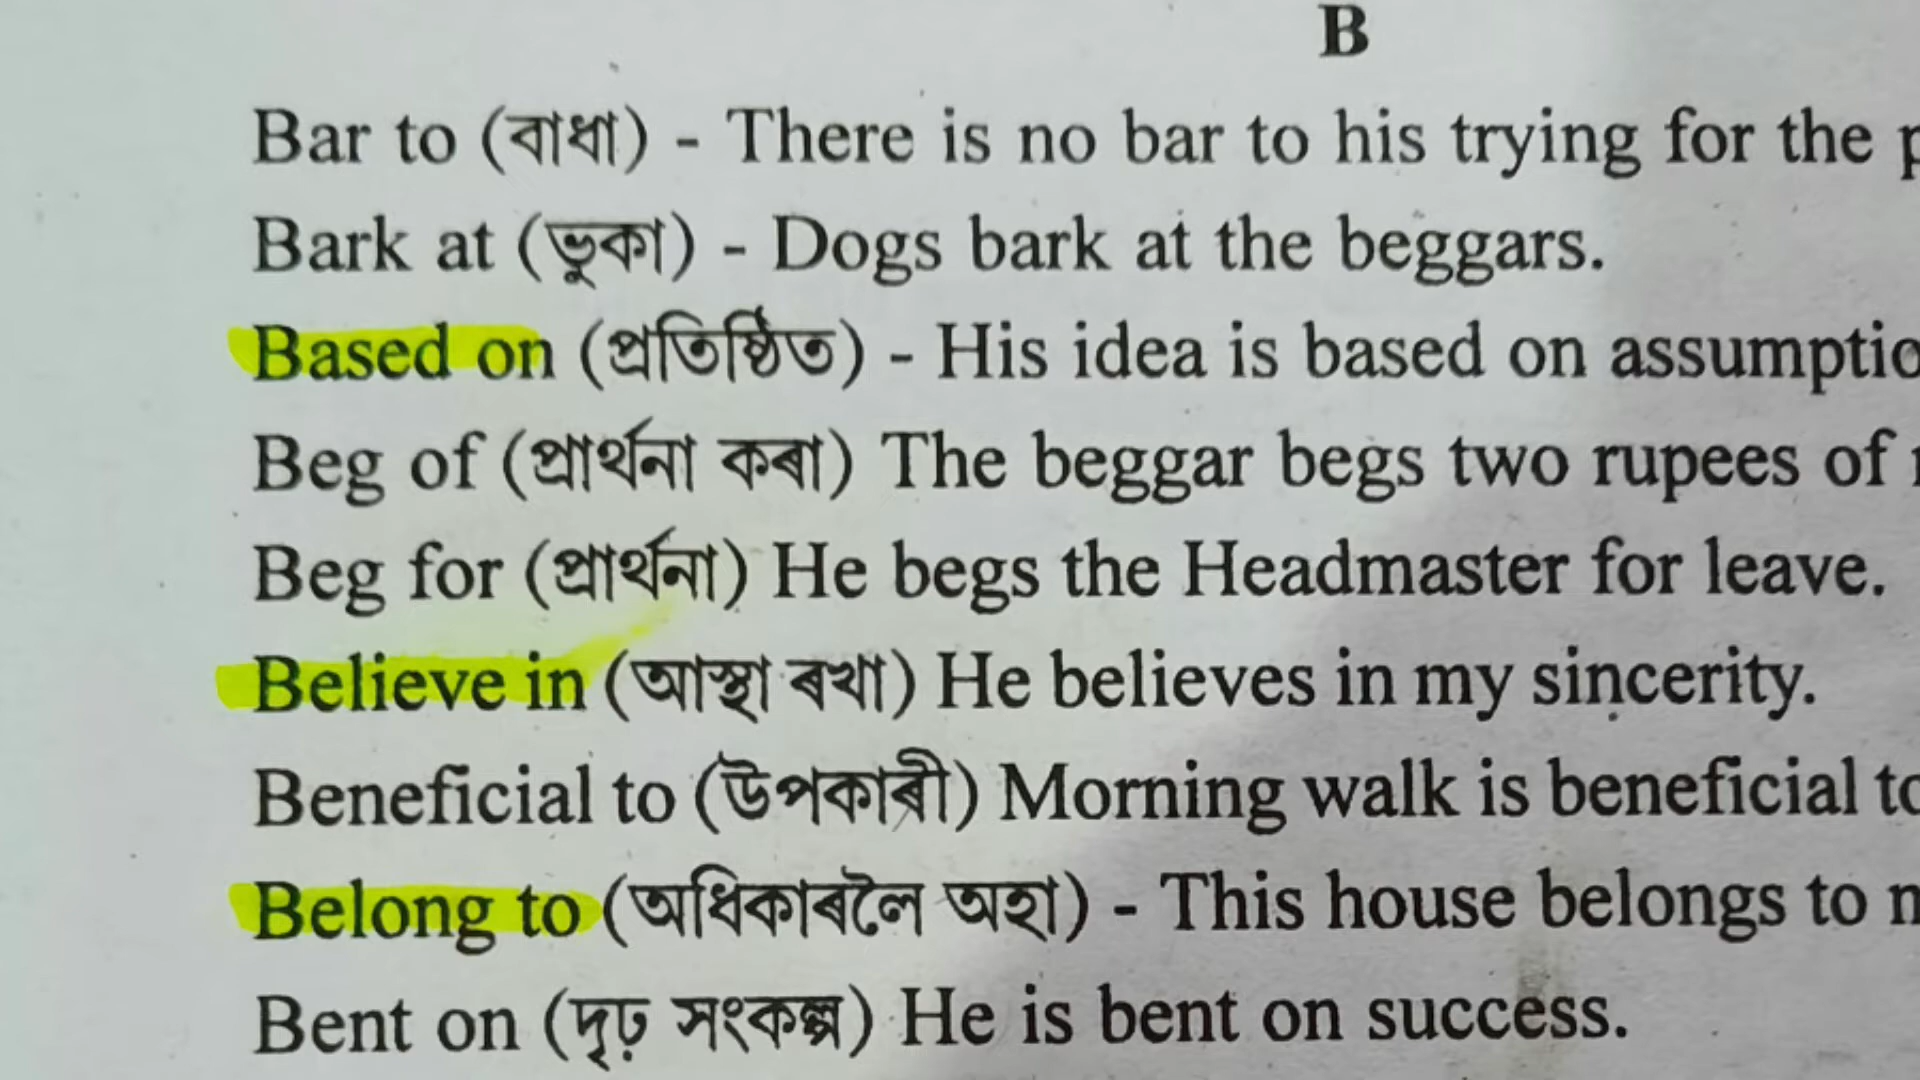 B
Bar to (বাধা) - There is no bar to his trying for the
Bark at (ভুকা) - Dogs bark at the beggars.
Based on (প্ৰতিষ্ঠিত) - His idea is based on assumptio
Beg of (প্ৰাৰ্থনা কৰা) The beggar begs two rupees of
Beg for (প্ৰাৰ্থনা) He begs the Headmaster for leave.
Believe in (আস্থা ৰখা) He believes in my sincerity.
Beneficial to (উপকাৰী) Morning walk is beneficial to
Belong to (অধিকাৰলৈ অহা) - This house belongs to
Bent on (দৃঢ় সংকল্প) He is bent on success.